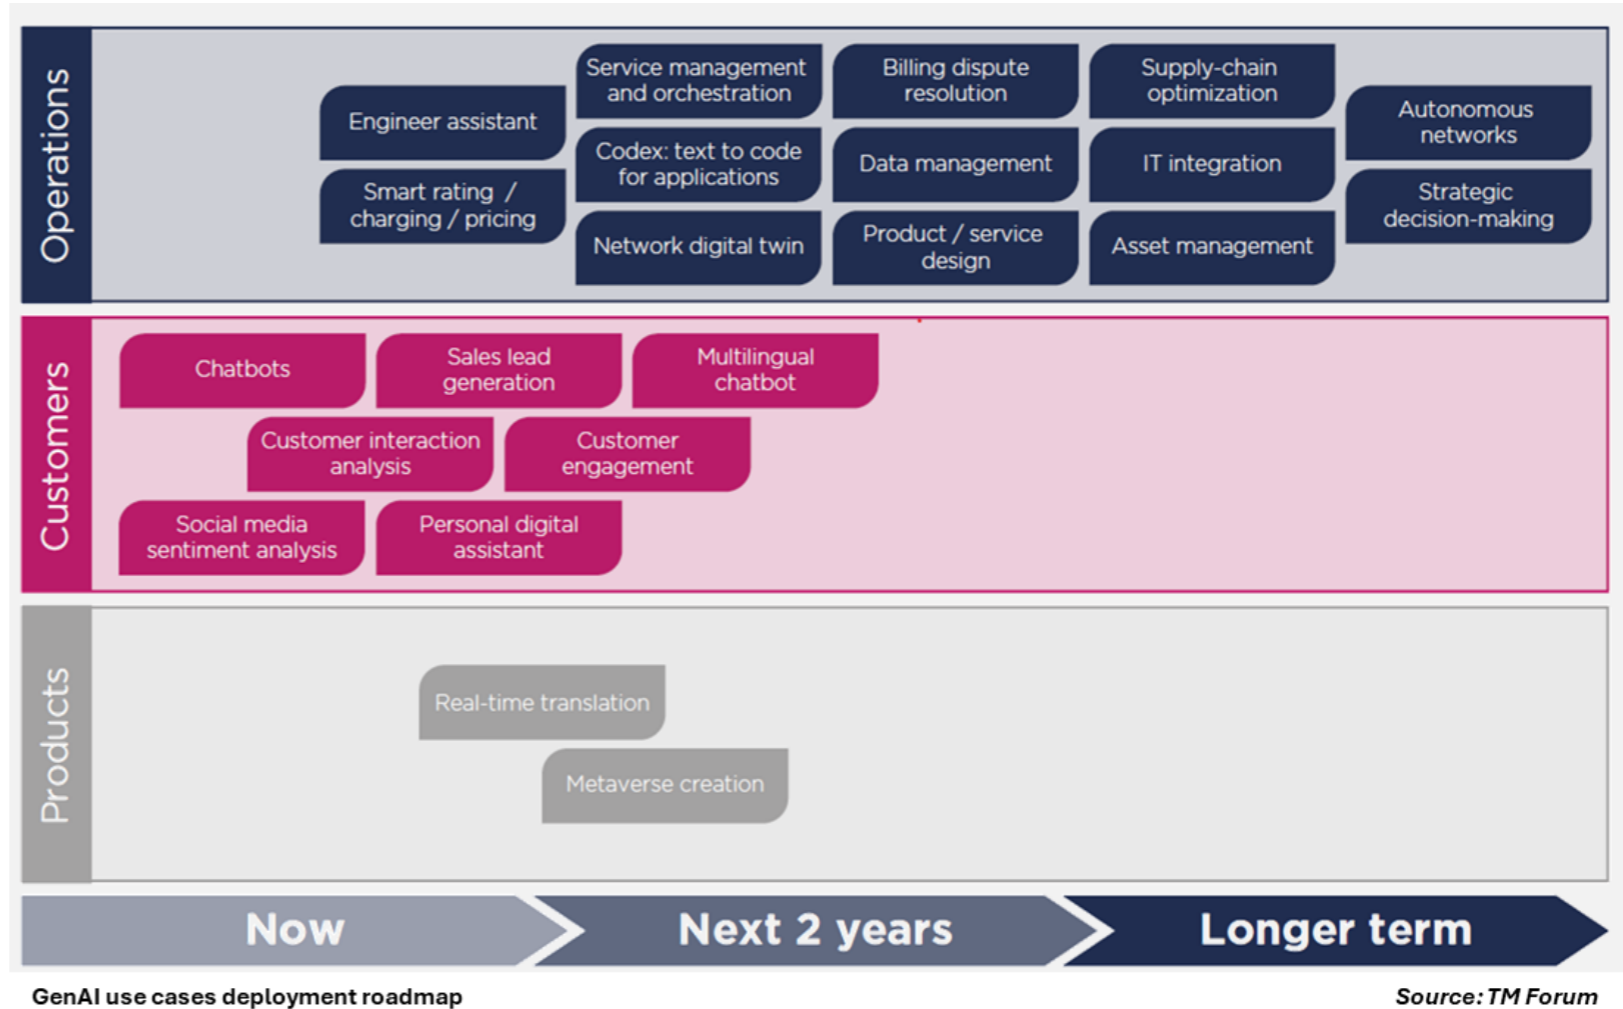 Operations
Engineer assistant
Smart rating /
charging / pricing
Service management
and orchestration
Codex: text to code
for applications
Network digital twin
Billing dispute
resolution
Data management
Product / service
design
Supply-chain
optimization
IT integration
Asset management
Autonomous
networks
Strategic
decision-making
Customers
Chatbots
Sales lead
generation
Multilingual
chatbot
Customer interaction
analysis
Customer
engagement
Social media
sentiment analysis
Personal digital
assistant
Products
Real-time translation
Metaverse creation
Now
Next 2 years
Longer term
GenAI use cases deployment roadmap
Source: TM Forum